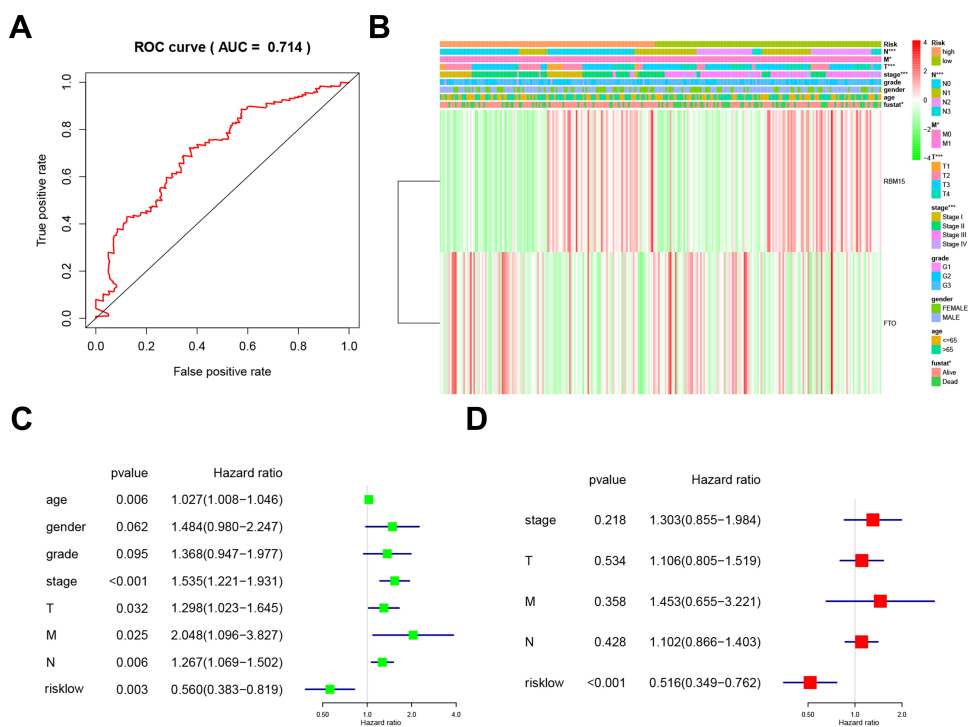 A
ROC curve ( AUC = 0.714 )
True positive rate
0.0 0.2 0.4 0.6 0.8 1.0
0.0 0.2 0.4 0.6 0.8 1.0
False positive rate
B
Risk
N***
M*
T***
stage***
grade
gender
age
fustat*
RBM15
FTO
4
2
0
−2
−4
Risk
high
low
N***
N0
N1
N2
N3
M*
M0
M1
T***
T1
T2
T3
T4
stage***
Stage I
Stage II
Stage III
Stage IV
grade
G1
G2
G3
gender
FEMALE
MALE
age
<=65
>65
fustat*
Alive
Dead
C
pvalue Hazard ratio
age 0.006 1.027(1.008−1.046)
gender 0.062 1.484(0.980−2.247)
grade 0.095 1.368(0.947−1.977)
stage <0.001 1.535(1.221−1.931)
T 0.032 1.298(1.023−1.645)
M 0.025 2.048(1.096−3.827)
N 0.006 1.267(1.069−1.502)
risklow 0.003 0.560(0.383−0.819)
0.50 1.0 2.0 4.0
Hazard ratio
D
pvalue Hazard ratio
stage 0.218 1.303(0.855−1.984)
T 0.534 1.106(0.805−1.519)
M 0.358 1.453(0.655−3.221)
N 0.428 1.102(0.866−1.403)
risklow <0.001 0.516(0.349−0.762)
0.50 1.0 2.0
Hazard ratio